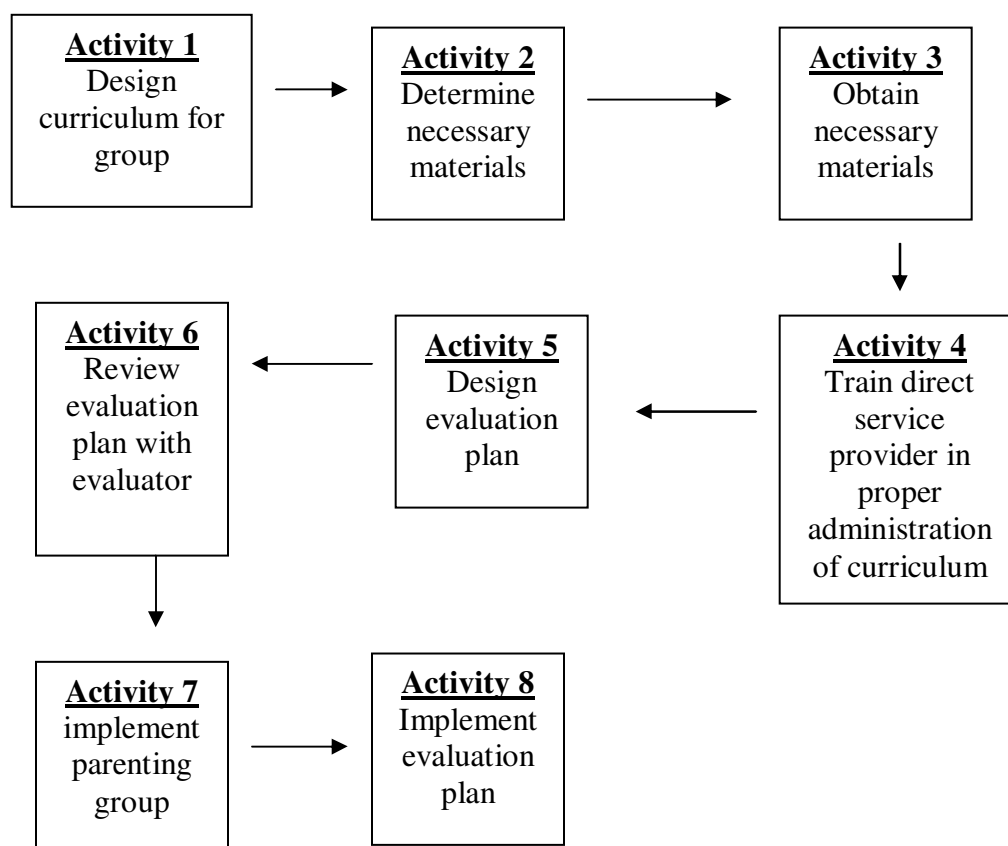 Activity 1
Design
curriculum for
group
Activity 2
Determine
necessary
materials
Activity 3
Obtain
necessary
materials
Activity 4
Train direct
service
provider in
proper
administration
of curriculum
Activity 5
Design
evaluation
plan
Activity 6
Review
evaluation
plan with
evaluator
Activity 7
implement
parenting
group
Activity 8
Implement
evaluation
plan